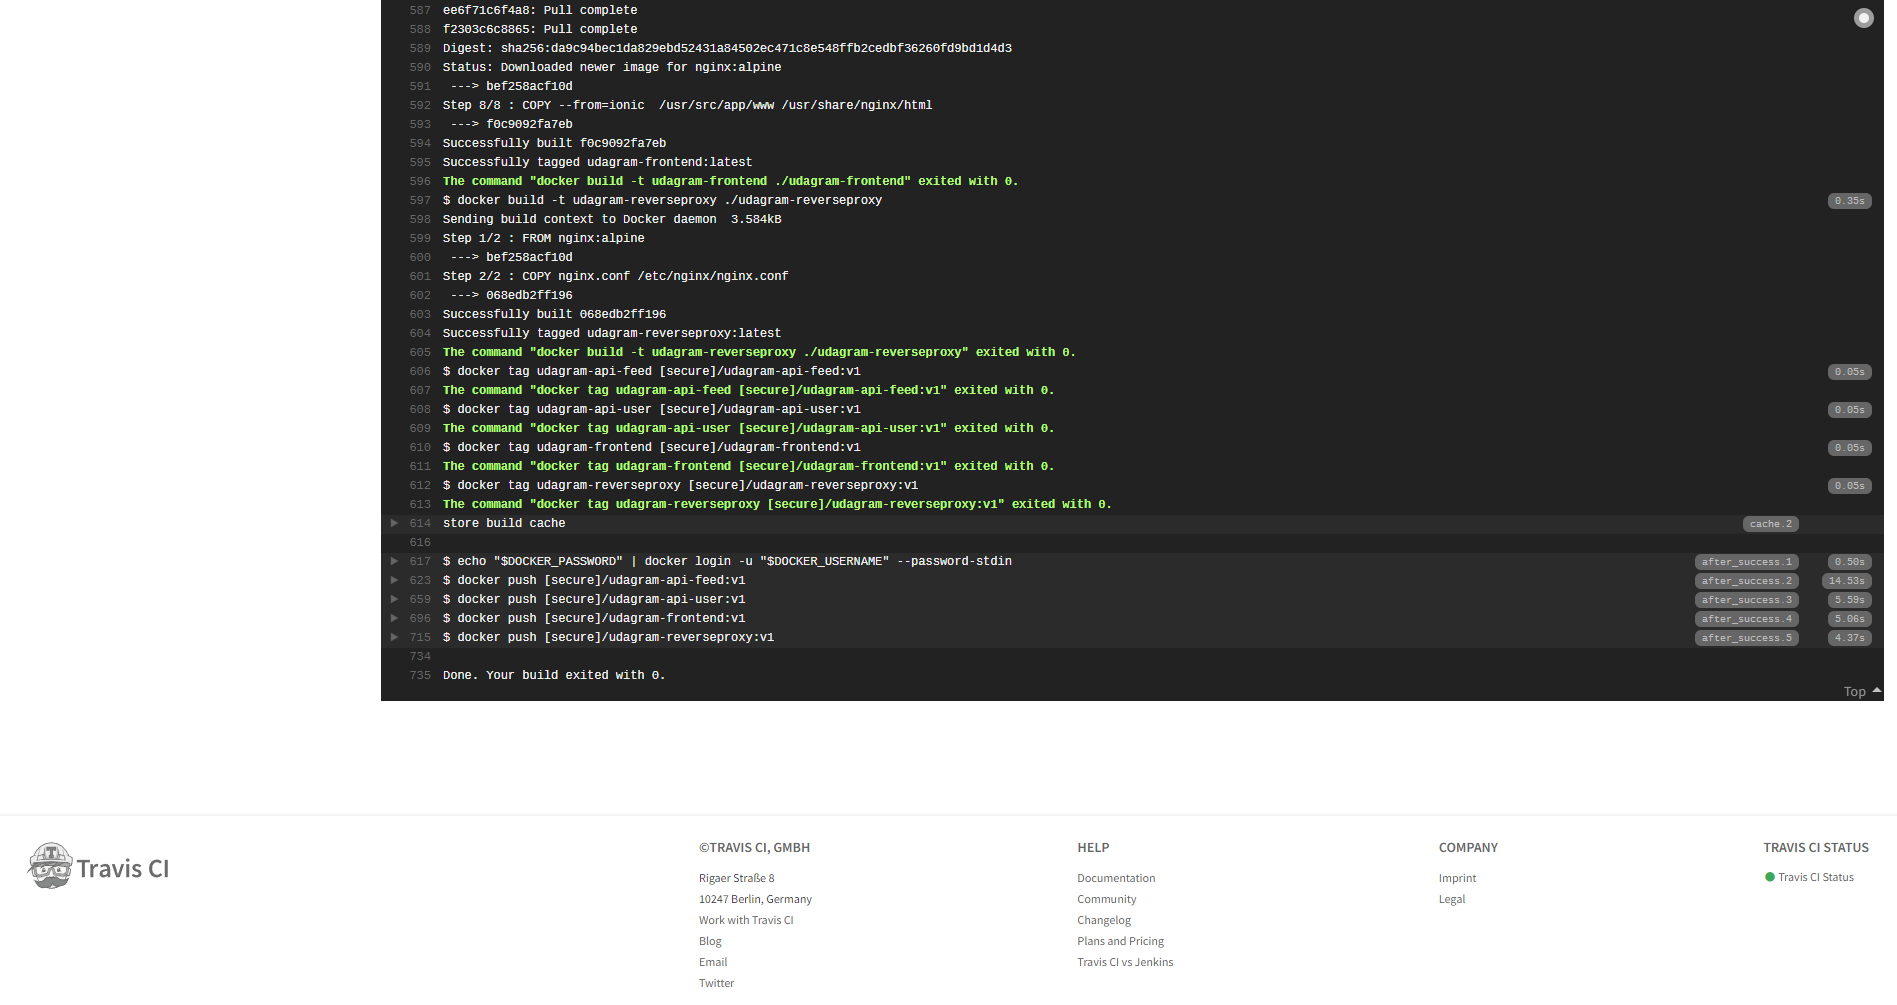 587 ee6f71c6f4a8: Pull complete
588 f2303c6c8865: Pull complete
589 Digest: sha256:da9c94bec1da829ebd52431a84502ec471c8e548ffb2cedbf36260fd9bd1d4d3
590 Status: Downloaded newer image for nginx:alpine
591  ---> bef258acf10d
592 Step 8/8 : COPY --from=ionic  /usr/src/app/www /usr/share/nginx/html
593  ---> f0c9092fa7eb
594 Successfully built f0c9092fa7eb
595 Successfully tagged udagram-frontend:latest
596 The command "docker build -t udagram-frontend ./udagram-frontend" exited with 0.
597 $ docker build -t udagram-reverseproxy ./udagram-reverseproxy 0.35s
598 Sending build context to Docker daemon  3.584kB
599 Step 1/2 : FROM nginx:alpine
600  ---> bef258acf10d
601 Step 2/2 : COPY nginx.conf /etc/nginx/nginx.conf
602  ---> 068edb2ff196
603 Successfully built 068edb2ff196
604 Successfully tagged udagram-reverseproxy:latest
605 The command "docker build -t udagram-reverseproxy ./udagram-reverseproxy" exited with 0.
606 $ docker tag udagram-api-feed [secure]/udagram-api-feed:v1 0.05s
607 The command "docker tag udagram-api-feed [secure]/udagram-api-feed:v1" exited with 0.
608 $ docker tag udagram-api-user [secure]/udagram-api-user:v1 0.05s
609 The command "docker tag udagram-api-user [secure]/udagram-api-user:v1" exited with 0.
610 $ docker tag udagram-frontend [secure]/udagram-frontend:v1 0.05s
611 The command "docker tag udagram-frontend [secure]/udagram-frontend:v1" exited with 0.
612 $ docker tag udagram-reverseproxy [secure]/udagram-reverseproxy:v1 0.05s
613 The command "docker tag udagram-reverseproxy [secure]/udagram-reverseproxy:v1" exited with 0.
614 store build cache cache.2
616
617 $ echo "$DOCKER_PASSWORD" | docker login -u "$DOCKER_USERNAME" --password-stdin after_success.1 0.50s
623 $ docker push [secure]/udagram-api-feed:v1 after_success.2 14.53s
659 $ docker push [secure]/udagram-api-user:v1 after_success.3 5.59s
696 $ docker push [secure]/udagram-frontend:v1 after_success.4 5.06s
715 $ docker push [secure]/udagram-reverseproxy:v1 after_success.5 4.37s
734
735 Done. Your build exited with 0.
Top
Travis CI
©TRAVIS CI, GMBH
Rigaer Straße 8
10247 Berlin, Germany
Work with Travis CI
Blog
Email
Twitter
HELP
Documentation
Community
Changelog
Plans and Pricing
Travis CI vs Jenkins
COMPANY
Imprint
Legal
TRAVIS CI STATUS
Travis CI Status